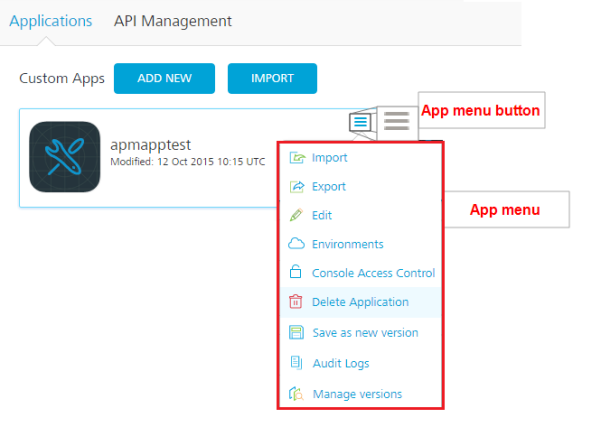 Applications API Management
Custom Apps ADD NEW IMPORT
App menu button
apmapptest
Modified: 12 Oct 2015 10:15 UTC
Import
Export
Edit
App menu
Environments
Console Access Control
Delete Application
Save as new version
Audit Logs
Manage versions